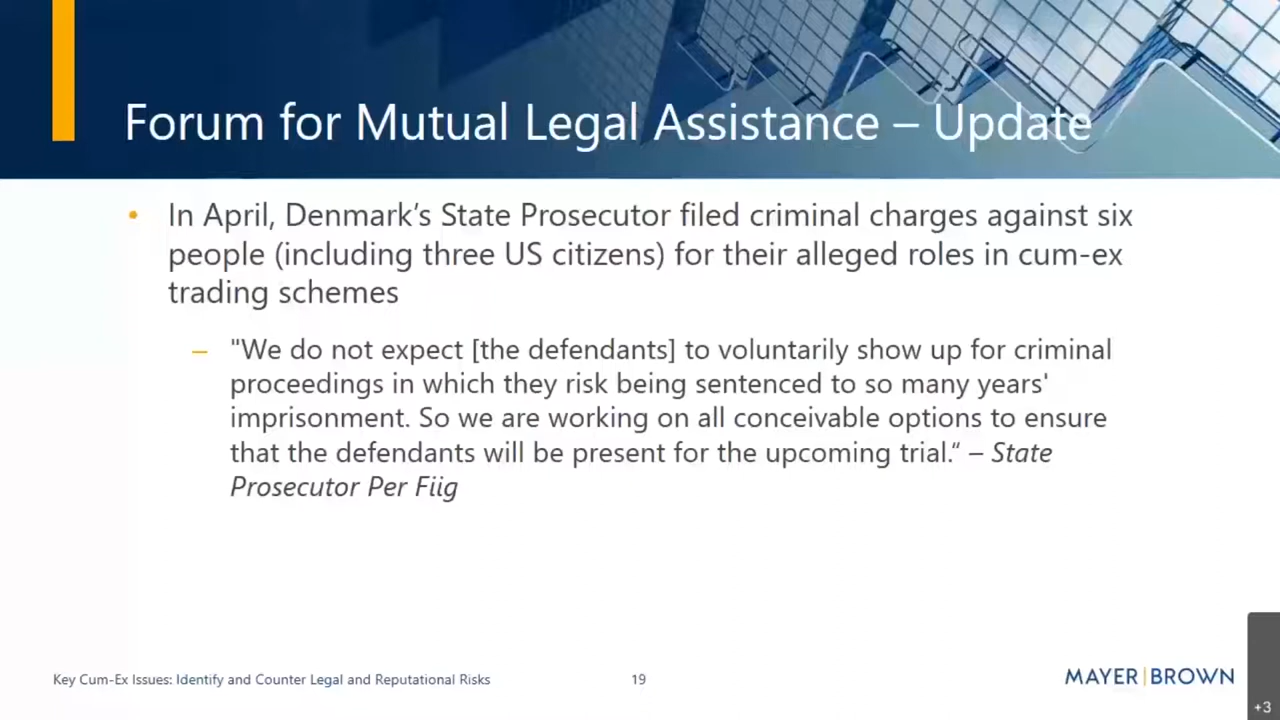 Forum for Mutual Legal Assistance – Update
• In April, Denmark’s State Prosecutor filed criminal charges against six
people (including three US citizens) for their alleged roles in cum-ex
trading schemes
– "We do not expect [the defendants] to voluntarily show up for criminal
proceedings in which they risk being sentenced to so many years'
imprisonment. So we are working on all conceivable options to ensure
that the defendants will be present for the upcoming trial.“ – State
Prosecutor Per Fiig
Key Cum-Ex Issues: Identify and Counter Legal and Reputational Risks
19
MAYER|BROWN
+3